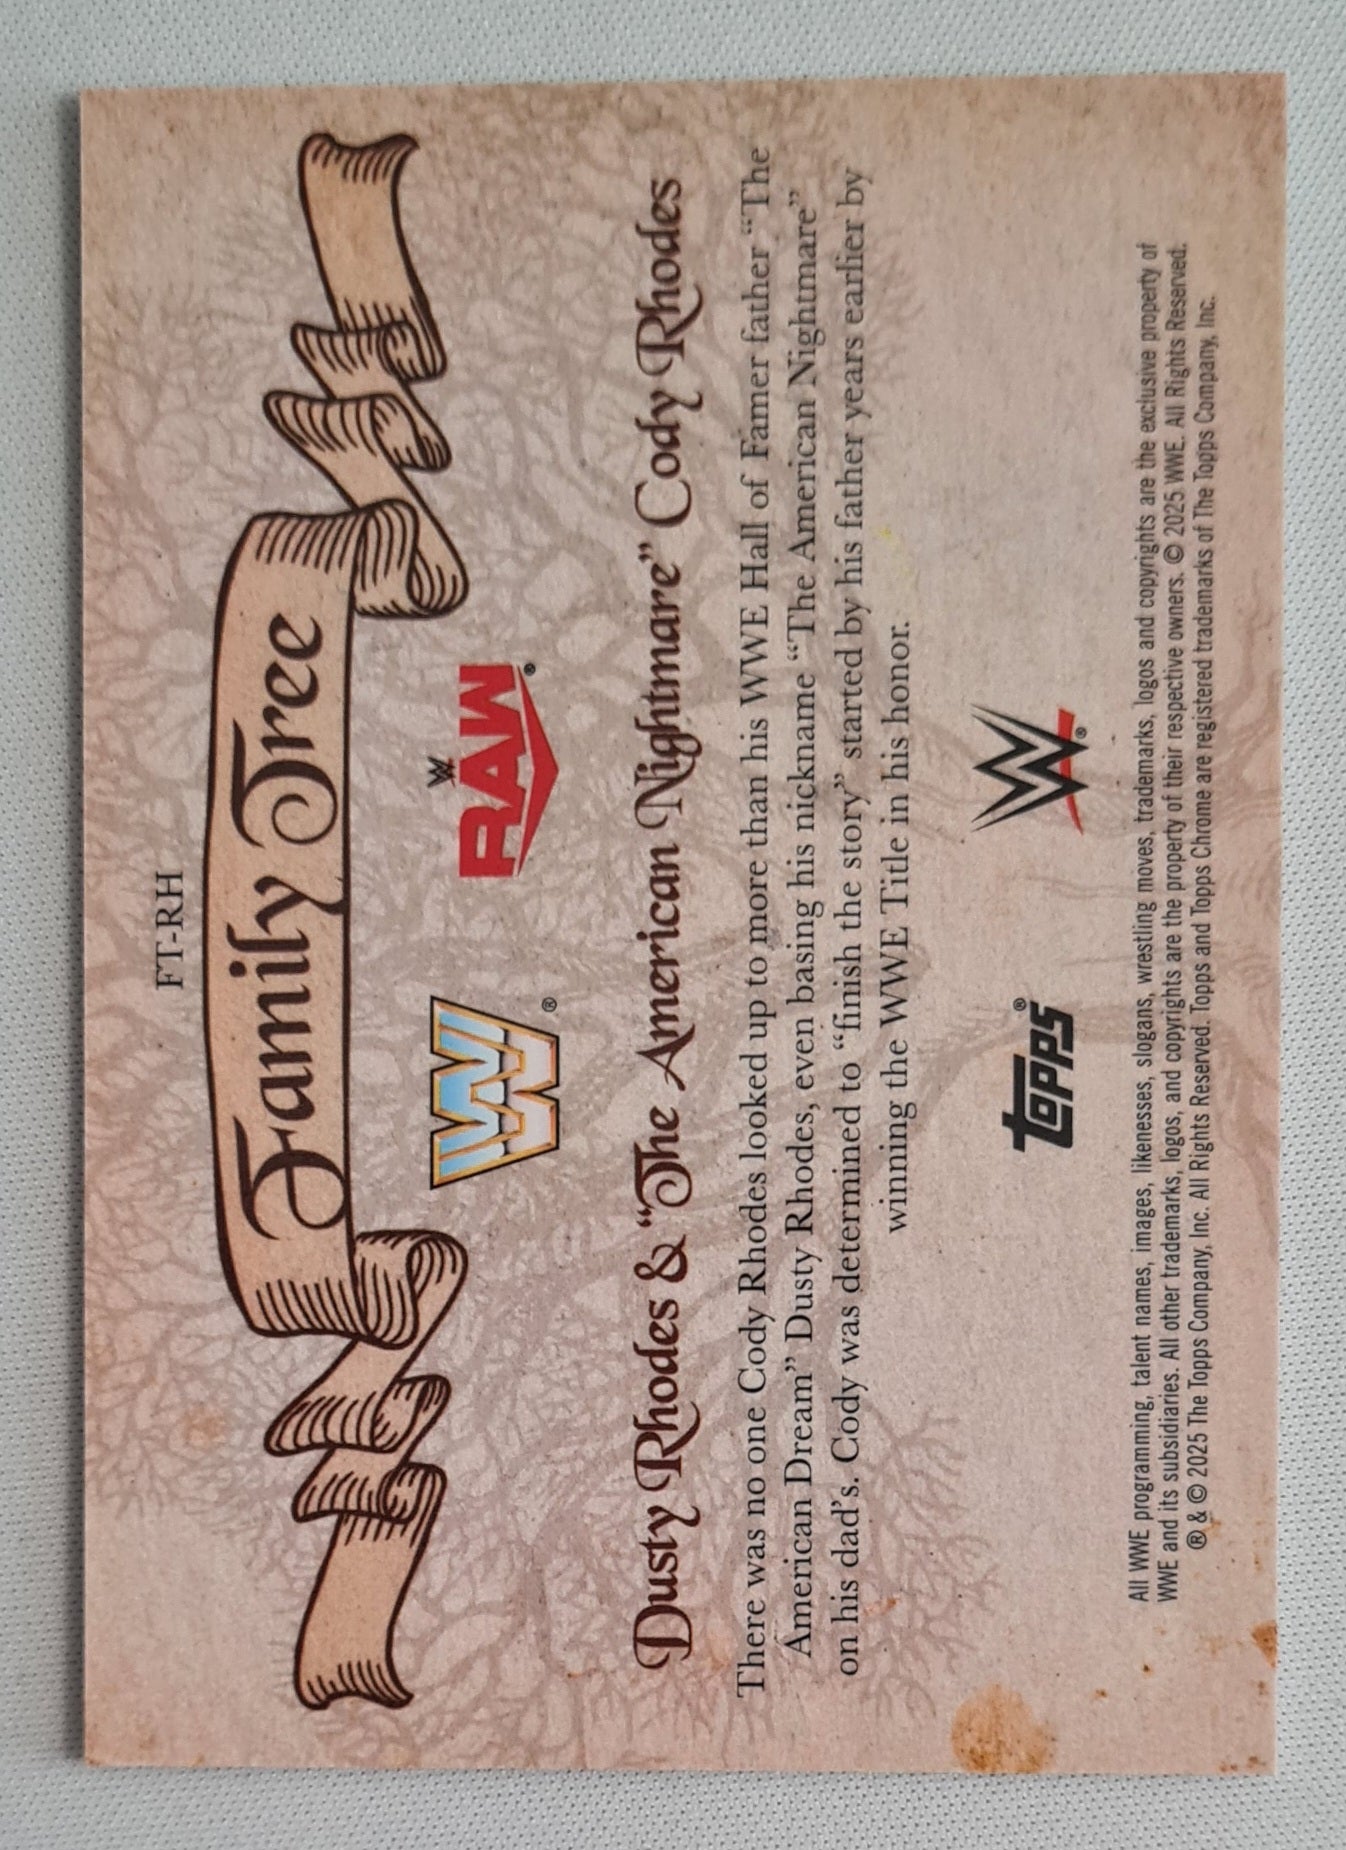 FT-RH
Family Tree
W
RAW®
®
Dusty Rhodes & "The American Nightmare" Cody Rhodes
There was no one Cody Rhodes looked up to more than his WWE Hall of Famer father "The
American Dream" Dusty Rhodes, even basing his nickname "The American Nightmare"
on his dad's. Cody was determined to "finish the story" started by his father years earlier by
winning the WWE Title in his honor.
topps® W®
All WWE programming, talent names, images, likenesses, slogans, wrestling moves, trademarks, logos and copyrights are the exclusive property of
WWE and its subsidiaries. All other trademarks, logos, and copyrights are the property of their respective owners. © 2025 WWE. All Rights Reserved.
® & © 2025 The Topps Company, Inc. All Rights Reserved. Topps and Topps Chrome are registered trademarks of The Topps Company, Inc.